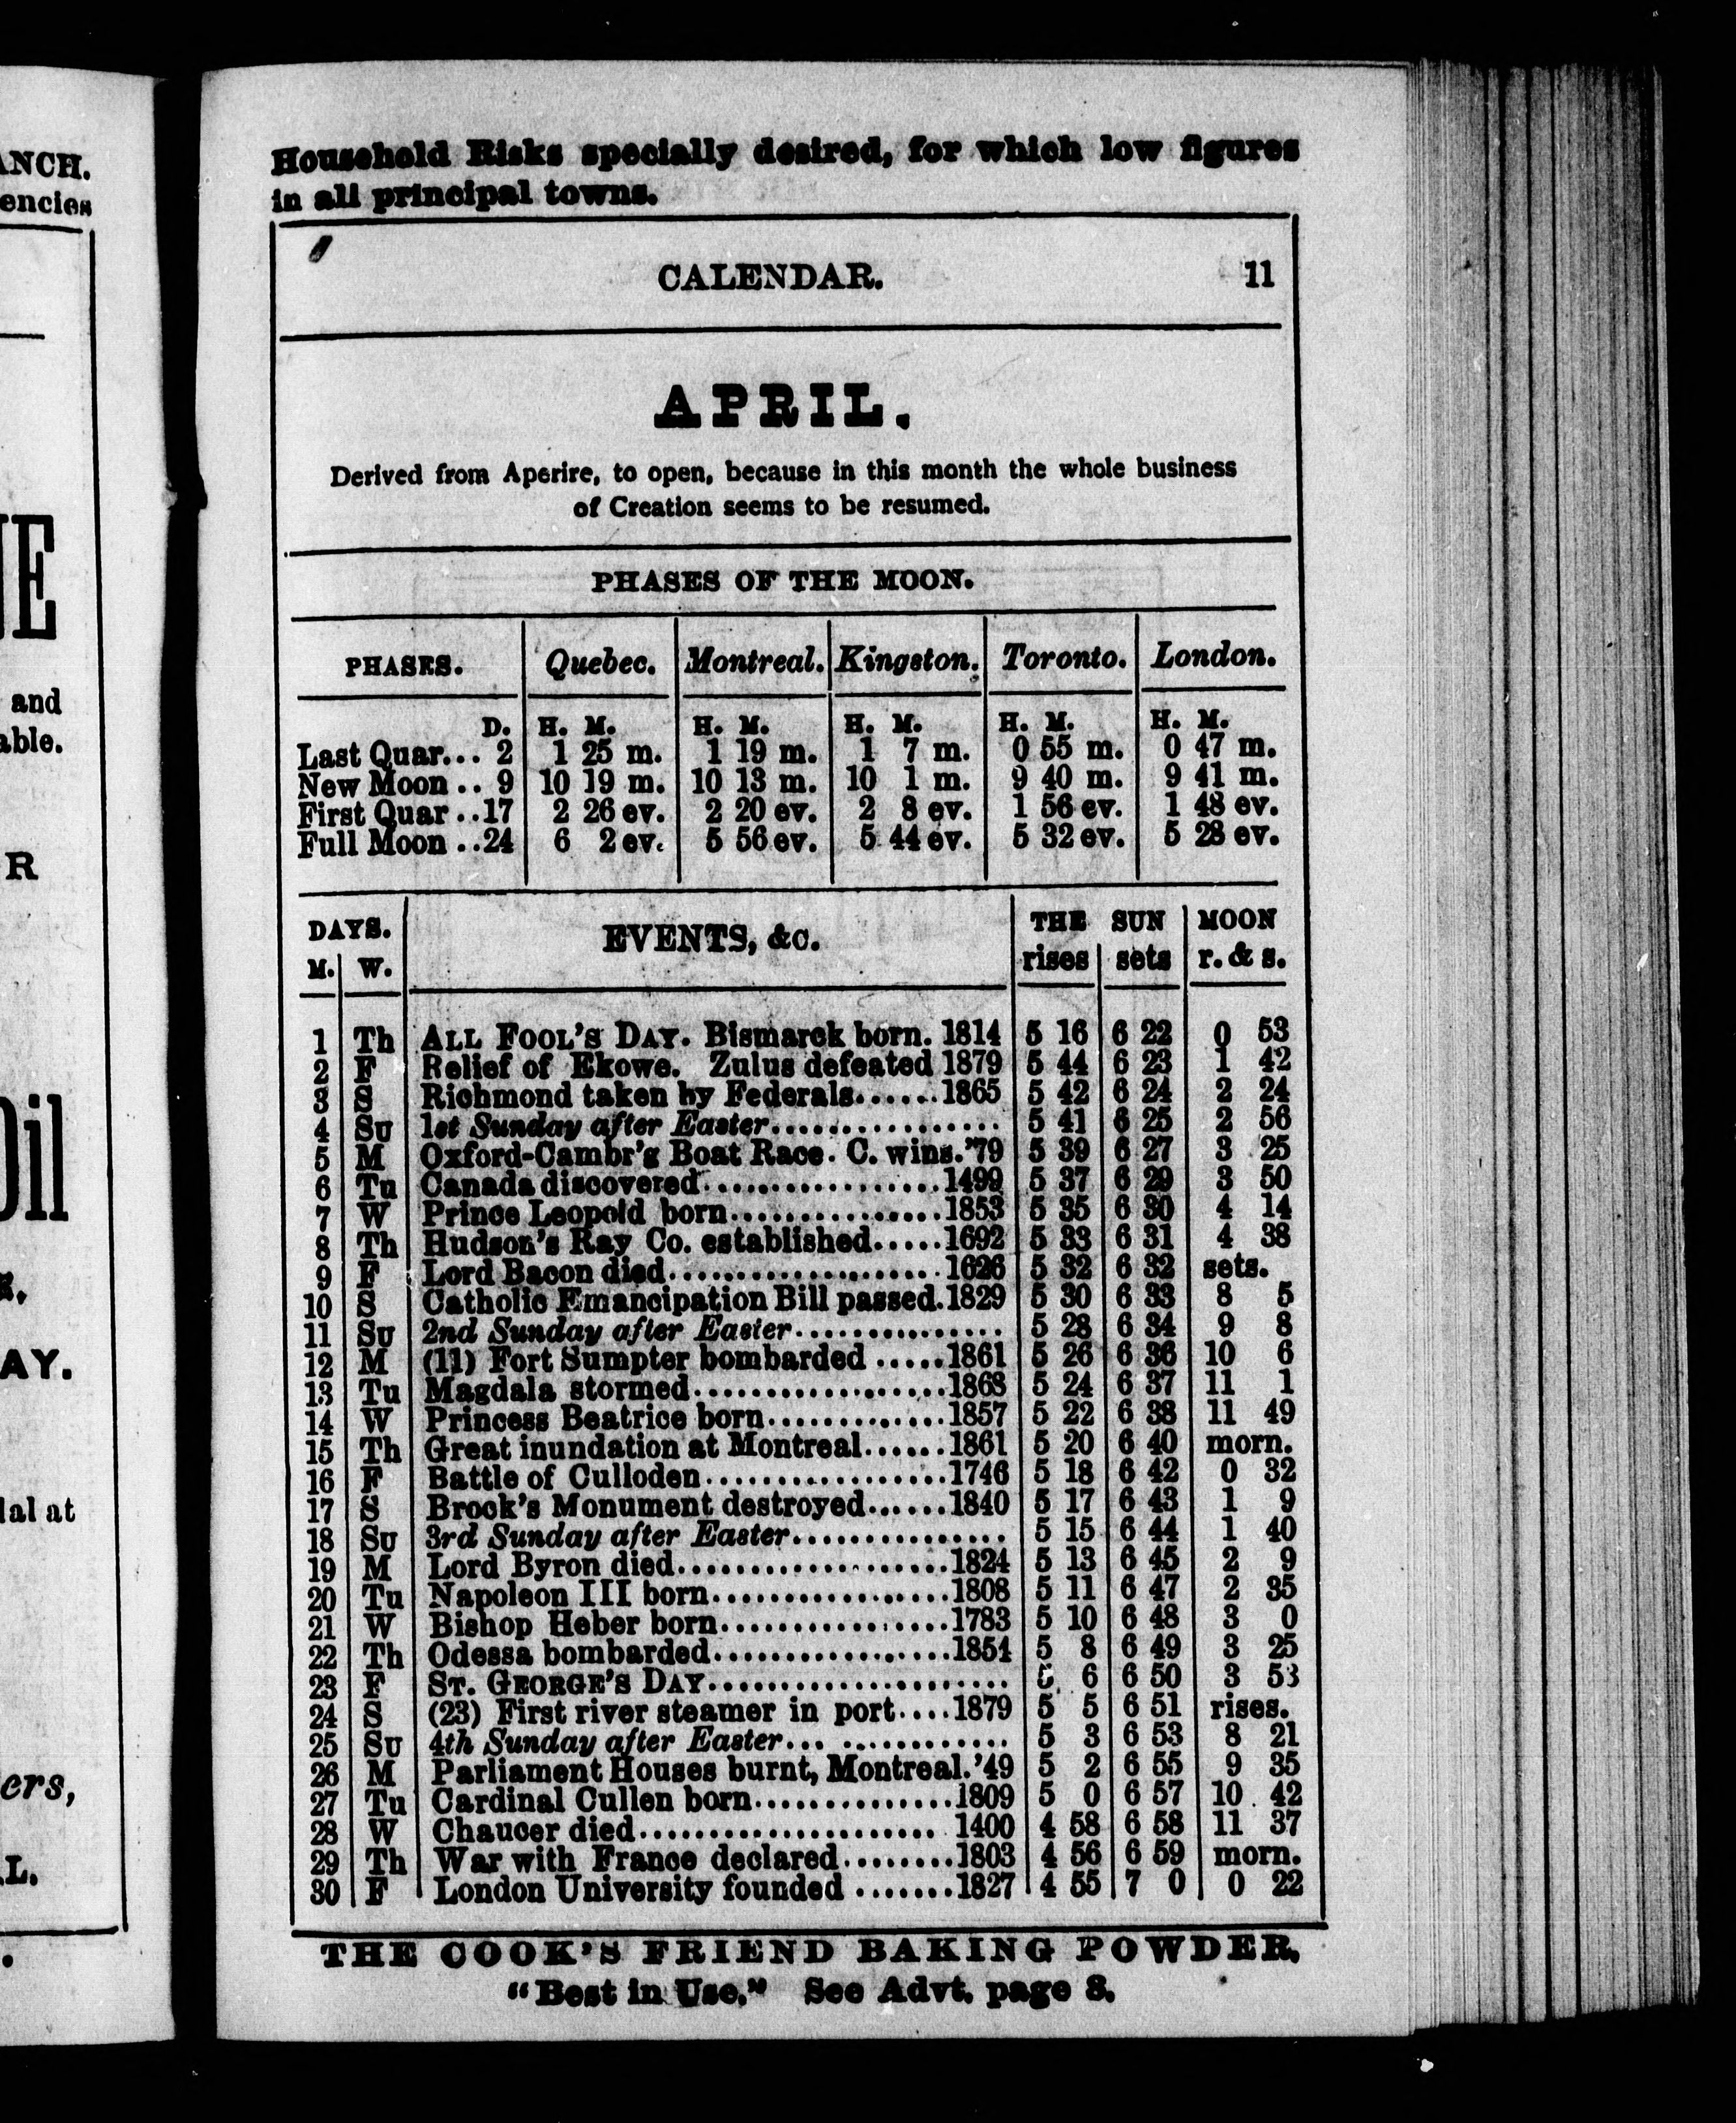 ANCH.
encies
E
and
able.
R
Oil
AY.
dal at
ers,
L.
Household Risks specially desired, for which low figures
in all principal towns.
CALENDAR. 11
APRIL.
Derived from Aperire, to open, because in this month the whole business
of Creation seems to be resumed.
PHASES OF THE MOON.
PHASES. Quebec. Montreal. Kingston. Toronto. London.
D. H. M. H. M. H. M. H. M. H. M.
Last Quar... 2 1 25 m. 1 19 m. 1 7 m. 0 55 m. 0 47 m.
New Moon .. 9 10 19 m. 10 13 m. 10 1 m. 9 40 m. 9 41 m.
First Quar ..17 2 26 ev. 2 20 ev. 2 8 ev. 1 56 ev. 1 48 ev.
Full Moon ..24 6 2 ev. 5 56 ev. 5 44 ev. 5 32 ev. 5 28 ev.
DAYS. EVENTS, &c. THE SUN MOON
M. W. rises sets r. & s.
1 Th ALL FOOL'S DAY. Bismarck born. 1814 5 16 6 22 0 53
2 F Relief of Ekowe. Zulus defeated 1879 5 44 6 23 1 42
3 S Richmond taken by Federals......1865 5 42 6 24 2 24
4 SU 1st Sunday after Easter................. 5 41 6 25 2 56
5 M Oxford-Cambr'g Boat Race. C. wins.'79 5 39 6 27 3 25
6 Tu Canada discovered.................1499 5 37 6 29 3 50
7 W Prince Leopold born...............1853 5 35 6 30 4 14
8 Th Hudson's Bay Co. established.....1692 5 33 6 31 4 38
9 F Lord Bacon died....................1626 5 32 6 32 sets.
10 S Catholic Emancipation Bill passed.1829 5 30 6 33 8 5
11 SU 2nd Sunday after Easter............... 5 28 6 34 9 8
12 M (11) Fort Sumpter bombarded .....1861 5 26 6 36 10 6
13 Tu Magdala stormed..................1868 5 24 6 37 11 1
14 W Princess Beatrice born.............1857 5 22 6 38 11 49
15 Th Great inundation at Montreal......1861 5 20 6 40 morn.
16 F Battle of Culloden..................1746 5 18 6 42 0 32
17 S Brock's Monument destroyed......1840 5 17 6 43 1 9
18 SU 3rd Sunday after Easter................ 5 15 6 44 1 40
19 M Lord Byron died....................1824 5 13 6 45 2 9
20 Tu Napoleon III born.................1808 5 11 6 47 2 35
21 W Bishop Heber born.................1783 5 10 6 48 3 0
22 Th Odessa bombarded.................1854 5 8 6 49 3 25
23 F ST. GEORGE'S DAY...................... 5 6 6 50 3 53
24 S (23) First river steamer in port....1879 5 5 6 51 rises.
25 SU 4th Sunday after Easter... ............ 5 3 6 53 8 21
26 M Parliament Houses burnt, Montreal.'49 5 2 6 55 9 35
27 Tu Cardinal Cullen born..............1809 5 0 6 57 10 42
28 W Chaucer died..................... 1400 4 58 6 58 11 37
29 Th War with France declared........1803 4 56 6 59 morn.
30 F London University founded .......1827 4 55 7 0 0 22
THE COOK'S FRIEND BAKING POWDER,
"Best in Use." See Advt. page 8.